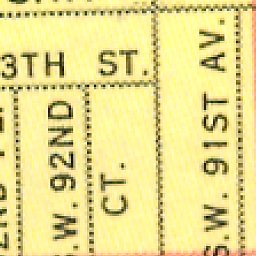 3TH ST.
S.W. 92ND
CT.
S.W. 91ST AV.